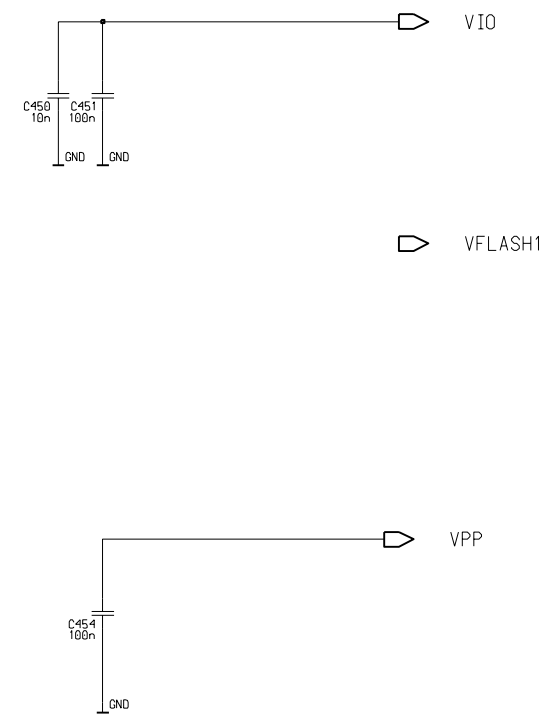 VIO
C450 C451
10n 100n
GND GND
VFLASH1
VPP
C454
100n
GND